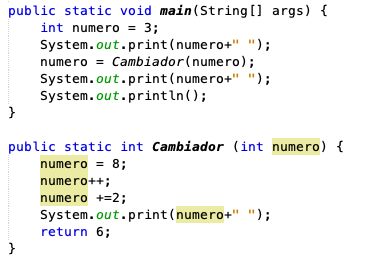 public static void main(String[] args) {
    int numero = 3;
    System.out.print(numero+" ");
    numero = Cambiador(numero);
    System.out.print(numero+" ");
    System.out.println();
}
public static int Cambiador (int numero) {
    numero = 8;
    numero++;
    numero +=2;
    System.out.print(numero+" ");
    return 6;
}